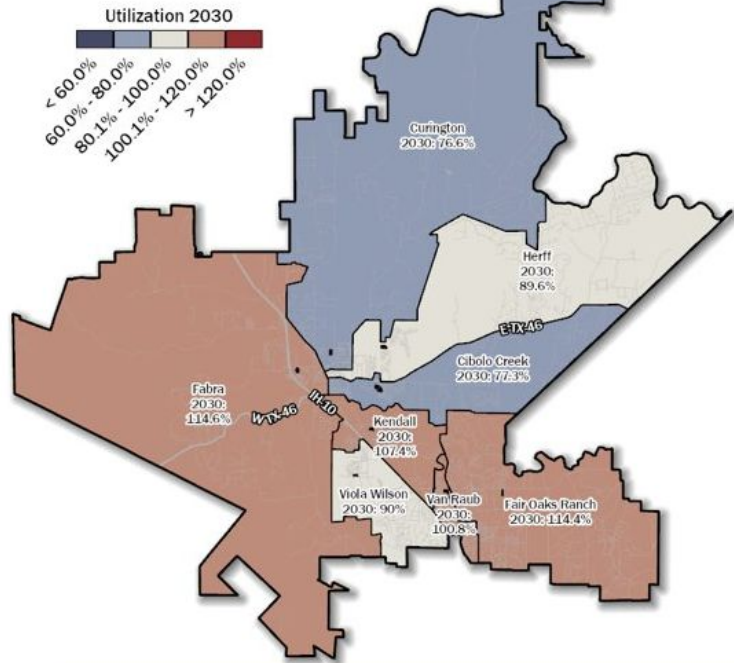 Utilization 2030
< 60.0%
60.0% - 80.0%
80.1% - 100.0%
100.1% - 120.0%
> 120.0%
Curington
2030: 76.6%
Herff
2030:
89.6%
E-TX-46
Cibolo Creek
2030: 77.3%
Fabra
2030:
114.6%
W-TX-46
IH-10
Kendall
2030:
107.4%
Viola Wilson
2030: 90%
Van Raub
2030:
100.8%
Fair Oaks Ranch
2030: 114.4%